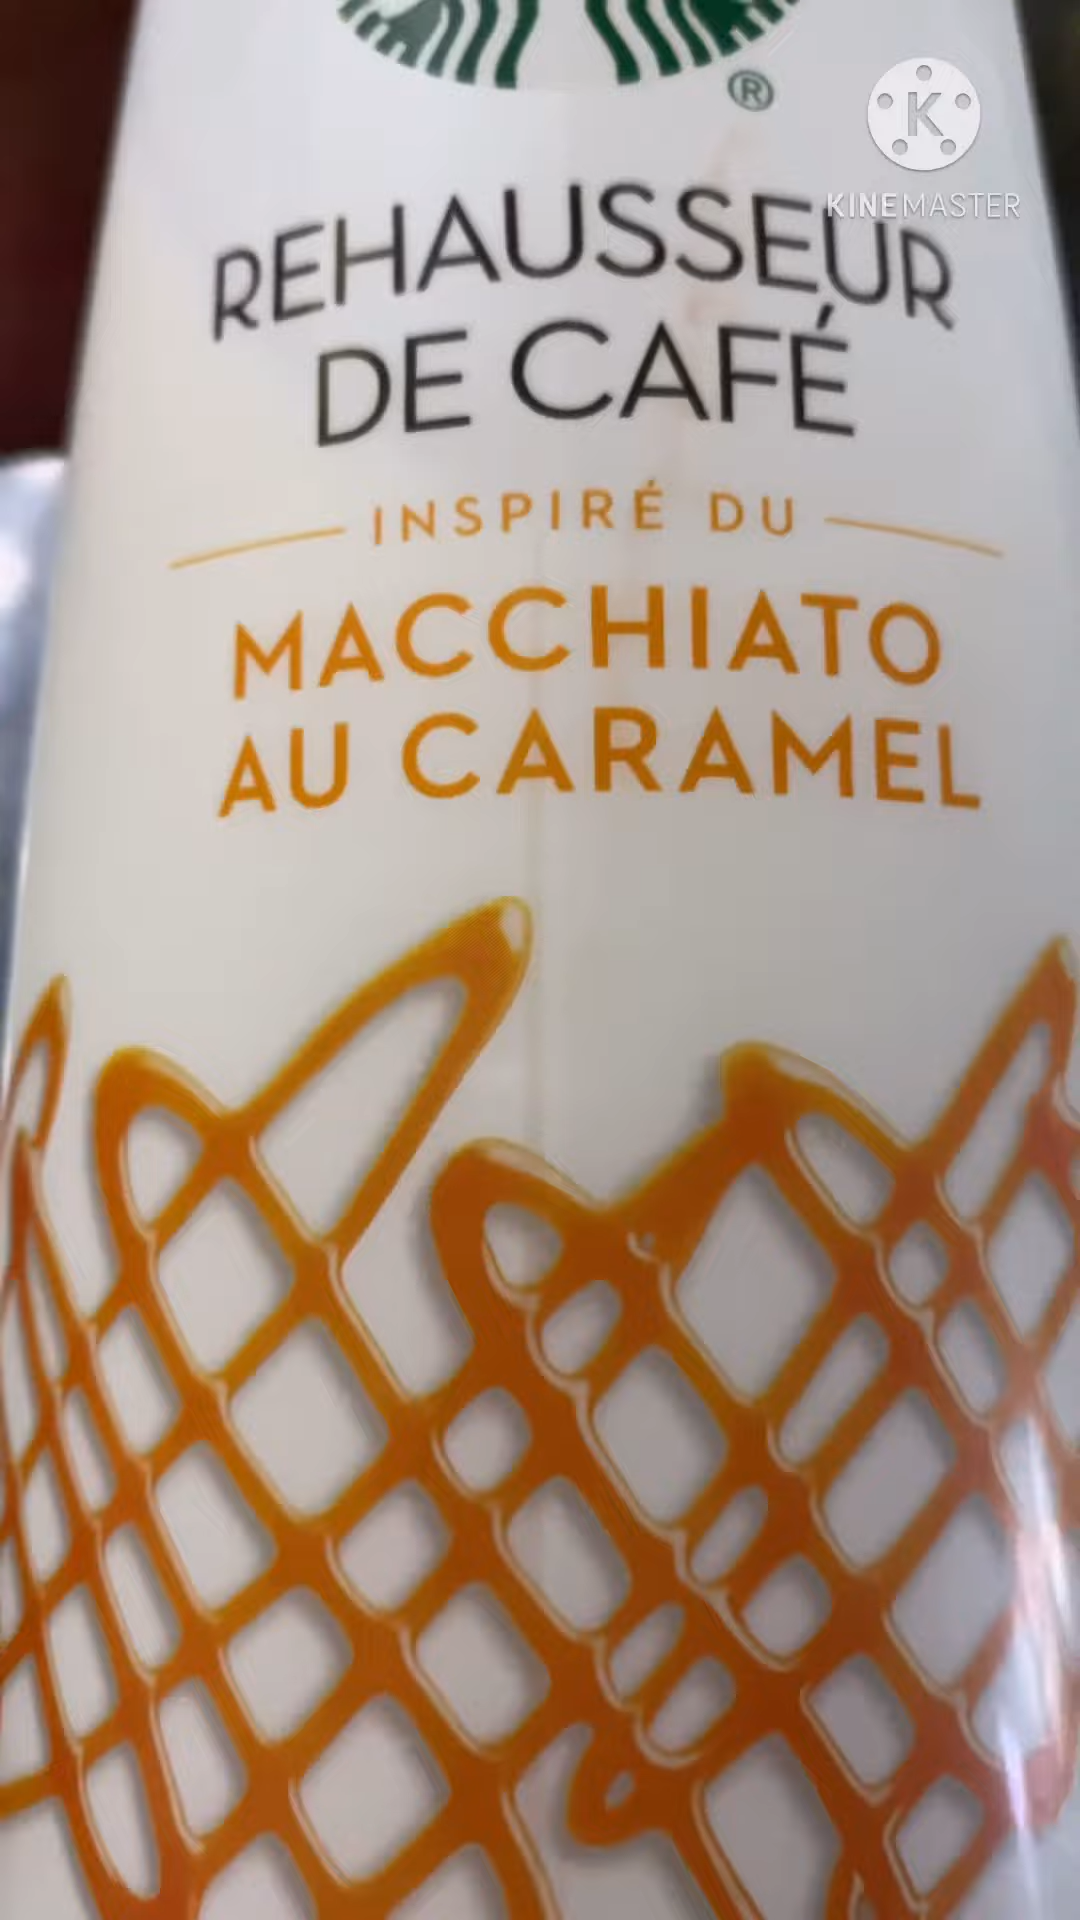 ®
K
KINEMASTER
REHAUSSEUR
DE CAFÉ
INSPIRÉ DU
MACCHIATO
AU CARAMEL